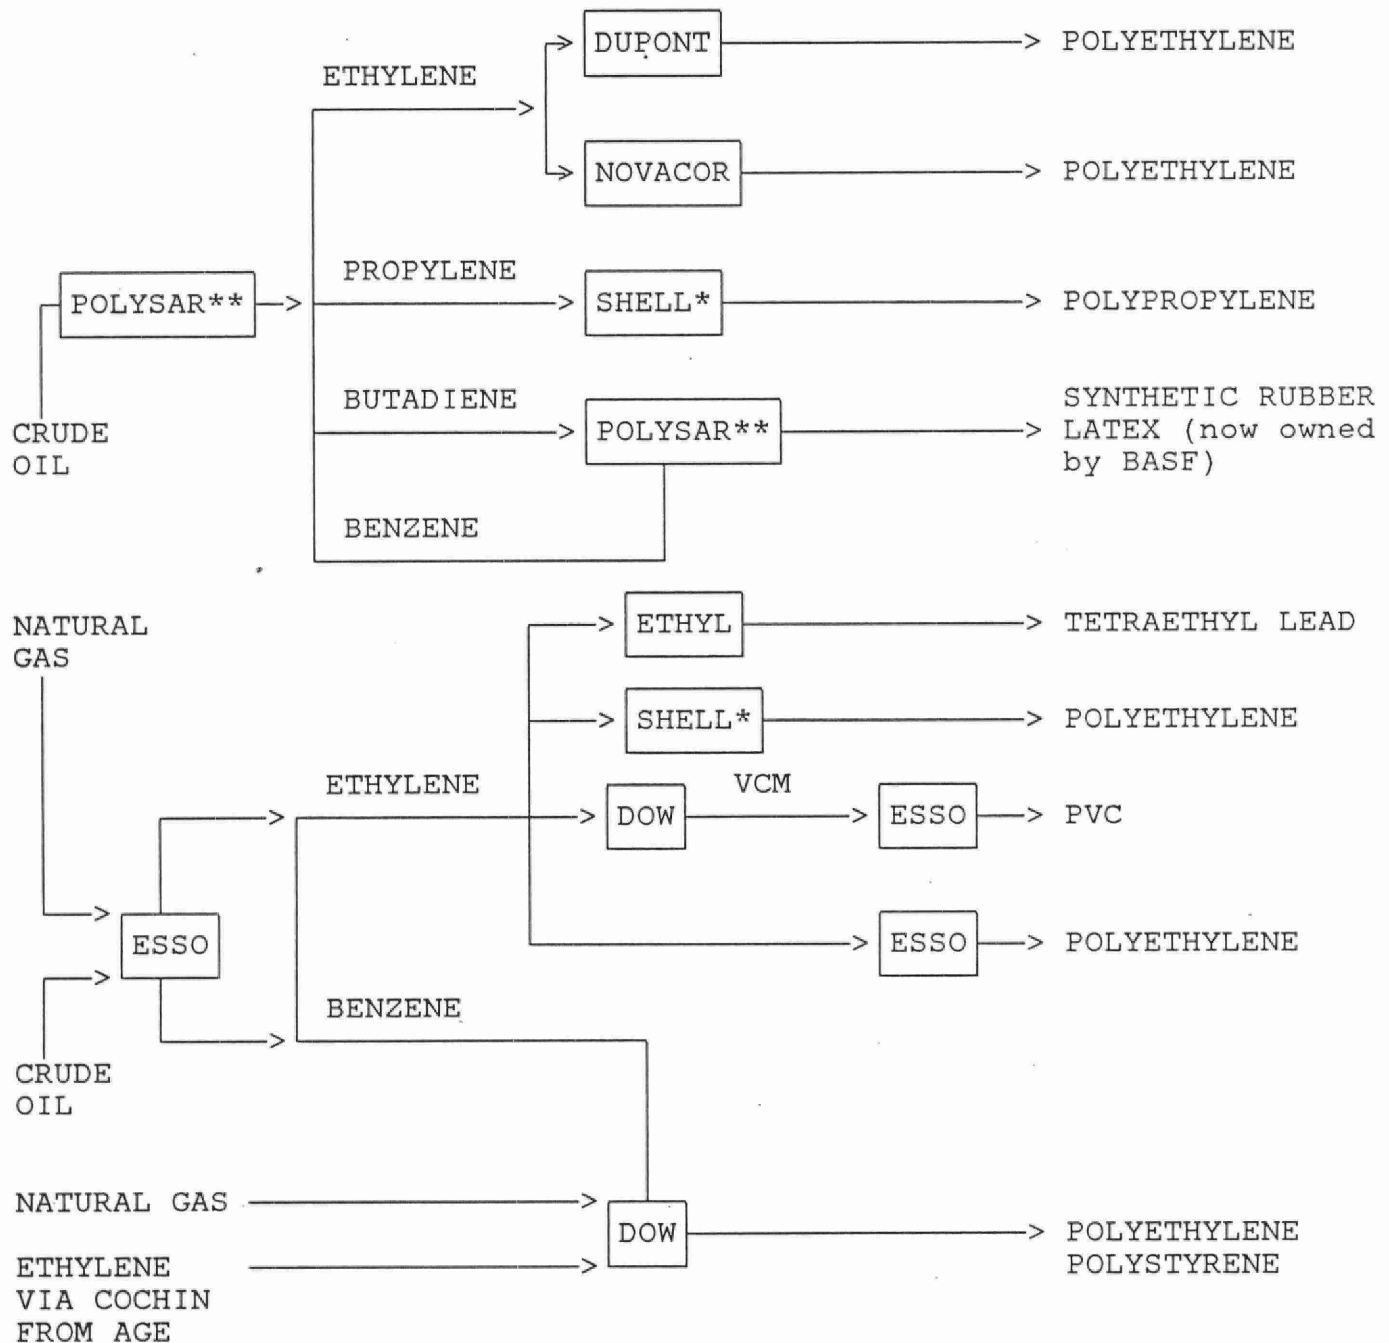 DUPONT
> POLYETHYLENE
ETHYLENE
NOVACOR
> POLYETHYLENE
PROPYLENE
POLYSAR**
SHELL*
> POLYPROPYLENE
BUTADIENE
POLYSAR**
SYNTHETIC RUBBER
LATEX (now owned
by BASF)
CRUDE
OIL
BENZENE
NATURAL
GAS
ETHYL
> TETRAETHYL LEAD
SHELL*
> POLYETHYLENE
ETHYLENE
DOW
VCM
ESSO
> PVC
ESSO
ESSO
> POLYETHYLENE
BENZENE
CRUDE
OIL
NATURAL GAS
DOW
> POLYETHYLENE
POLYSTYRENE
ETHYLENE
VIA COCHIN
FROM AGE